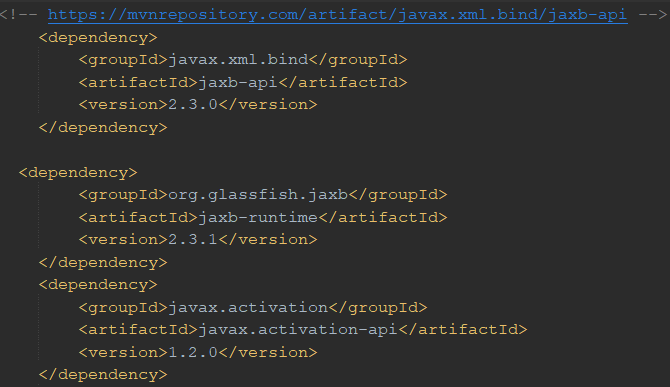 <!-- https://mvnrepository.com/artifact/javax.xml.bind/jaxb-api -->
<dependency>
<groupId>javax.xml.bind</groupId>
<artifactId>jaxb-api</artifactId>
<version>2.3.0</version>
</dependency>
<dependency>
<groupId>org.glassfish.jaxb</groupId>
<artifactId>jaxb-runtime</artifactId>
<version>2.3.1</version>
</dependency>
<dependency>
<groupId>javax.activation</groupId>
<artifactId>javax.activation-api</artifactId>
<version>1.2.0</version>
</dependency>